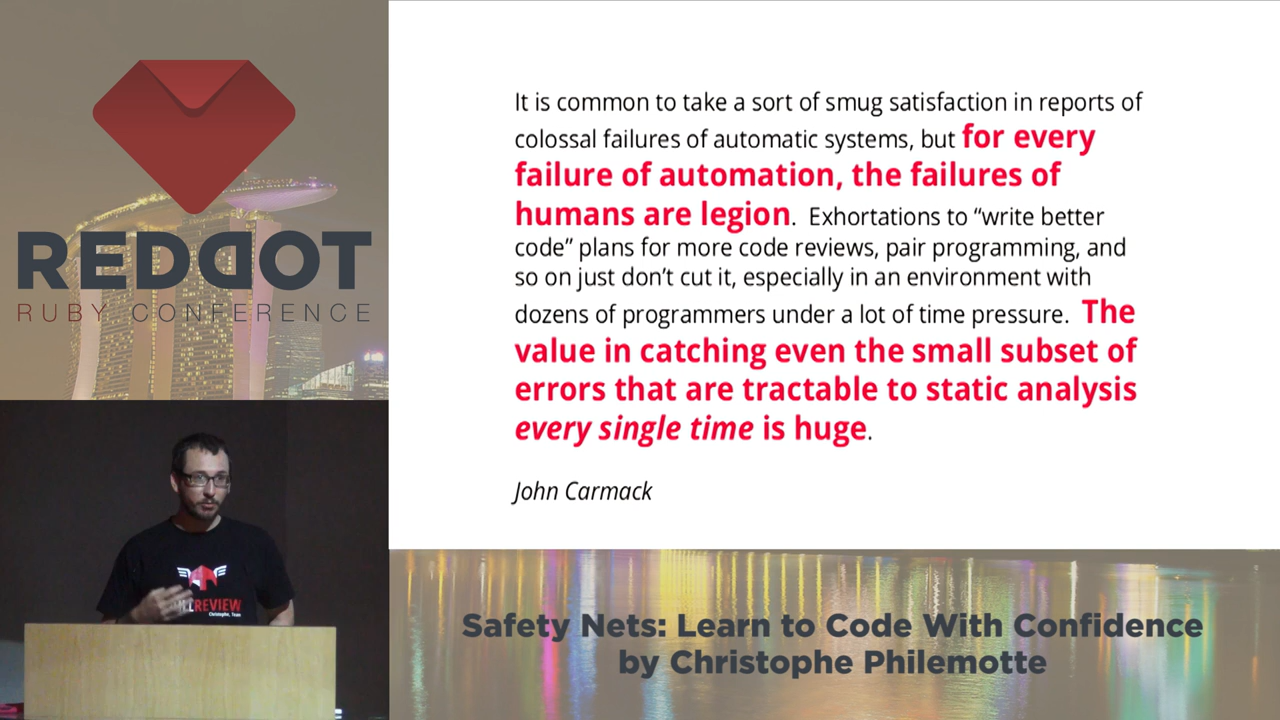 REDDOT
RUBY CONFERENCE
It is common to take a sort of smug satisfaction in reports of
colossal failures of automatic systems, but for every
failure of automation, the failures of
humans are legion. Exhortations to “write better
code” plans for more code reviews, pair programming, and
so on just don’t cut it, especially in an environment with
dozens of programmers under a lot of time pressure. The
value in catching even the small subset of
errors that are tractable to static analysis
every single time is huge.
John Carmack
REVIEW
Christophe, Team
Safety Nets: Learn to Code With Confidence
by Christophe Philemotte